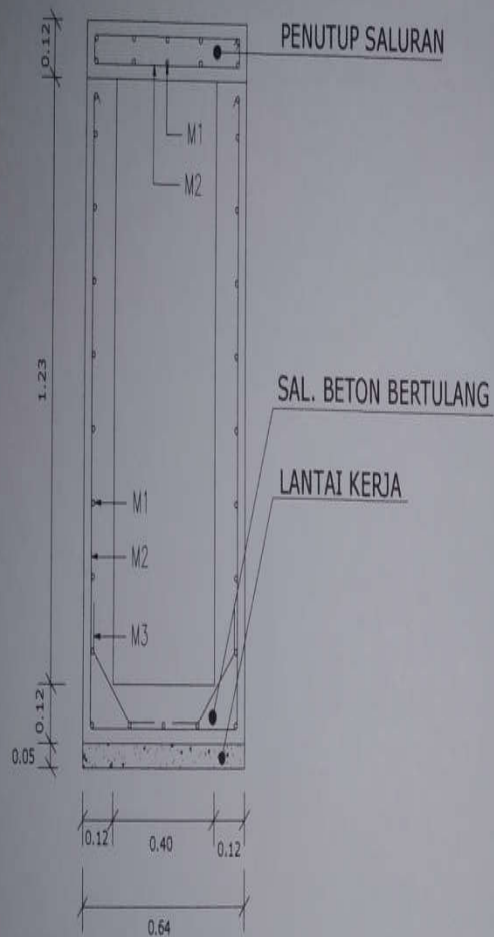 0.12
PENUTUP SALURAN
M1
M2
1.23
SAL. BETON BERTULANG
LANTAI KERJA
M1
M2
M3
0.12
0.05
0.12
0.40
0.12
0.64